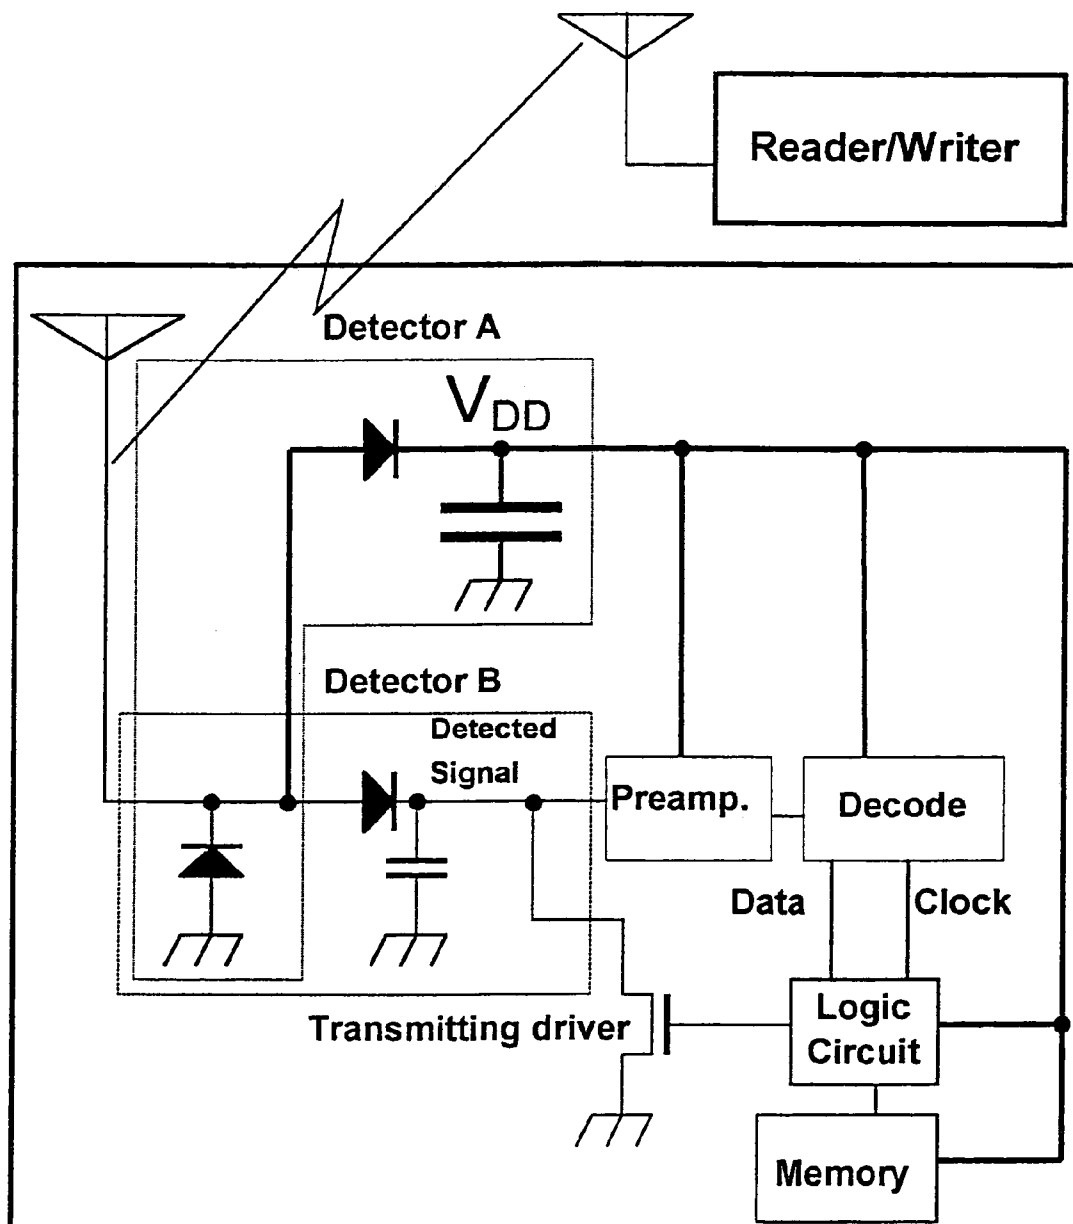 Reader/Writer
Detector A
VDD
Detector B
Detected
Signal
Preamp.
Decode
Data
Clock
Transmitting driver
Logic
Circuit
Memory